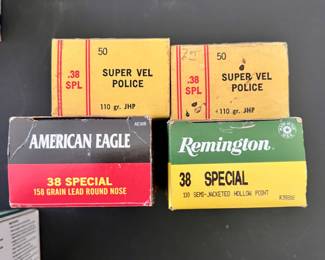 50
.38
SPL
SUPER VEL
POLICE
110 gr. JHP
50
.38
SPL
SUPER VEL
POLICE
110 gr. JHP
AMERICAN EAGLE
38 SPECIAL
158 GRAIN LEAD ROUND NOSE
Remington
38 SPECIAL
110 SEMI-JACKETED HOLLOW POINT